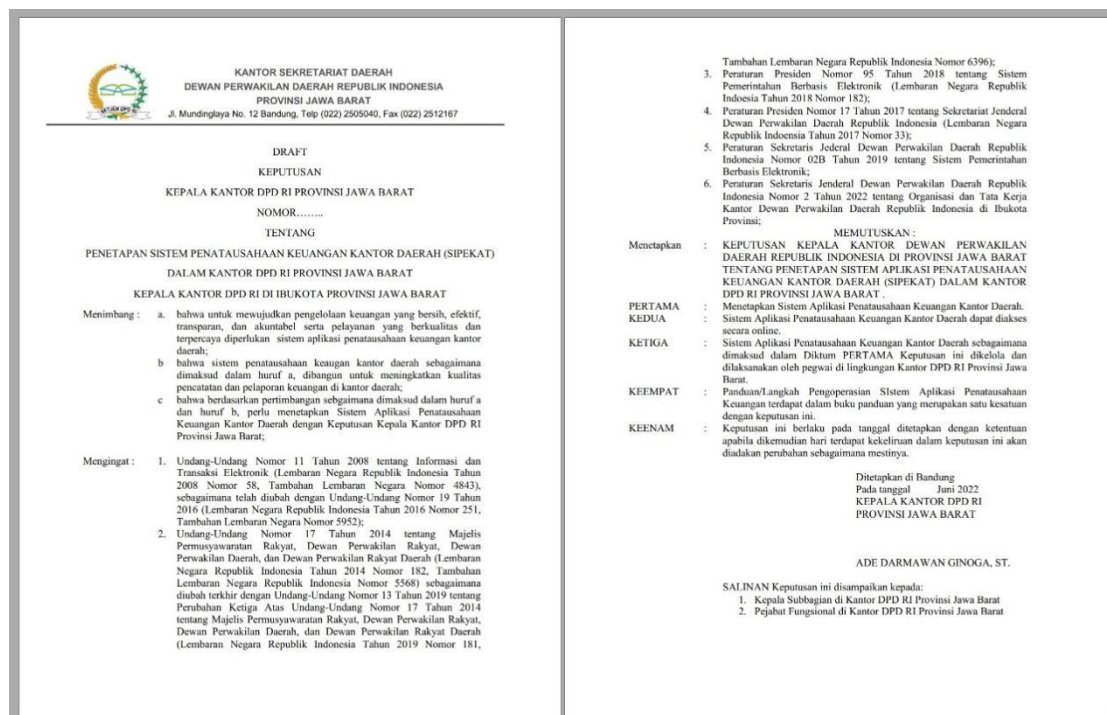 KANTOR SEKRETARIAT DAERAH
DEWAN PERWAKILAN DAERAH REPUBLIK INDONESIA
PROVINSI JAWA BARAT
Jl. Mundinglaya No. 12 Bandung, Telp (022) 2505040, Fax (022) 2512167
SETJEN DPD RI
DRAFT
KEPUTUSAN
KEPALA KANTOR DPD RI PROVINSI JAWA BARAT
NOMOR........
TENTANG
PENETAPAN SISTEM PENATAUSAHAAN KEUANGAN KANTOR DAERAH (SIPEKAT)
DALAM KANTOR DPD RI PROVINSI JAWA BARAT
KEPALA KANTOR DPD RI DI IBUKOTA PROVINSI JAWA BARAT
Menimbang : a. bahwa untuk mewujudkan pengelolaan keuangan yang bersih, efektif,
transparan, dan akuntabel serta pelayanan yang berkualitas dan
terpercaya diperlukan sistem aplikasi penatausahaan keuangan kantor
daerah;
b bahwa sistem penatausahaan keaugan kantor daerah sebagaimana
dimaksud dalam huruf a, dibangun untuk meningkatkan kualitas
pencatatan dan pelaporan keuangan di kantor daerah;
c bahwa berdasarkan pertimbangan sebgaimana dimaksud dalam huruf a
dan huruf b, perlu menetapkan Sistem Aplikasi Penatausahaan
Keuangan Kantor Daerah dengan Keputusan Kepala Kantor DPD RI
Provinsi Jawa Barat;
Mengingat : 1. Undang-Undang Nomor 11 Tahun 2008 tentang Informasi dan
Transaksi Elektronik (Lembaran Negara Republik Indonesia Tahun
2008 Nomor 58, Tambahan Lembaran Negara Nomor 4843),
sebagaimana telah diubah dengan Undang-Undang Nomor 19 Tahun
2016 (Lembaran Negara Republik Indonesia Tahun 2016 Nomor 251,
Tambahan Lembaran Negara Nomor 5952);
2. Undang-Undang Nomor 17 Tahun 2014 tentang Majelis
Permusyawaratan Rakyat, Dewan Perwakilan Rakyat, Dewan
Perwakilan Daerah, dan Dewan Perwakilan Rakyat Daerah (Lembaran
Negara Republik Indonesia Tahun 2014 Nomor 182, Tambahan
Lembaran Negara Republik Indonesia Nomor 5568) sebagaimana
diubah terkhir dengan Undang-Undang Nomor 13 Tahun 2019 tentang
Perubahan Ketiga Atas Undang-Undang Nomor 17 Tahun 2014
tentang Majelis Permusyawaratan Rakyat, Dewan Perwakilan Rakyat,
Dewan Perwakilan Daerah, dan Dewan Perwakilan Rakyat Daerah
(Lembaran Negara Republik Indonesia Tahun 2019 Nomor 181,
Tambahan Lembaran Negara Republik Indonesia Nomor 6396);
3. Peraturan Presiden Nomor 95 Tahun 2018 tentang Sistem
Pemerintahan Berbasis Elektronik (Lembaran Negara Republik
Indoesia Tahun 2018 Nomor 182);
4. Peraturan Presiden Nomor 17 Tahun 2017 tentang Sekretariat Jenderal
Dewan Perwakilan Daerah Republik Indonesia (Lembaran Negara
Republik Indoensia Tahun 2017 Nomor 33);
5. Peraturan Sekretaris Jederal Dewan Perwakilan Daerah Republik
Indonesia Nomor 02B Tahun 2019 tentang Sistem Pemerintahan
Berbasis Elektronik;
6. Peraturan Sekretaris Jenderal Dewan Perwakilan Daerah Republik
Indonesia Nomor 2 Tahun 2022 tentang Organisasi dan Tata Kerja
Kantor Dewan Perwakilan Daerah Republik Indonesia di Ibukota
Provinsi;
MEMUTUSKAN :
Menetapkan : KEPUTUSAN KEPALA KANTOR DEWAN PERWAKILAN
DAERAH REPUBLIK INDONESIA DI PROVINSI JAWA BARAT
TENTANG PENETAPAN SISTEM APLIKASI PENATAUSAHAAN
KEUANGAN KANTOR DAERAH (SIPEKAT) DALAM KANTOR
DPD RI PROVINSI JAWA BARAT .
PERTAMA : Menetapkan Sistem Aplikasi Penatausahaan Keuangan Kantor Daerah.
KEDUA : Sistem Aplikasi Penatausahaan Keuangan Kantor Daerah dapat diakses
secara online.
KETIGA : Sistem Aplikasi Penatausahaan Keuangan Kantor Daerah sebagaimana
dimaksud dalam Diktum PERTAMA Keputusan ini dikelola dan
dilaksanakan oleh pegwai di lingkungan Kantor DPD RI Provinsi Jawa
Barat.
KEEMPAT : Panduan/Langkah Pengoperasian SIstem Aplikasi Penatausahaan
Keuangan terdapat dalam buku panduan yang merupakan satu kesatuan
dengan keputusan ini.
KEENAM : Keputusan ini berlaku pada tanggal ditetapkan dengan ketentuan
apabila dikemudian hari terdapat kekeliruan dalam keputusan ini akan
diadakan perubahan sebagaimana mestinya.
Ditetapkan di Bandung
Pada tanggal Juni 2022
KEPALA KANTOR DPD RI
PROVINSI JAWA BARAT
ADE DARMAWAN GINOGA, ST.
SALINAN Keputusan ini disampaikan kepada:
1. Kepala Subbagian di Kantor DPD RI Provinsi Jawa Barat
2. Pejabat Fungsional di Kantor DPD RI Provinsi Jawa Barat